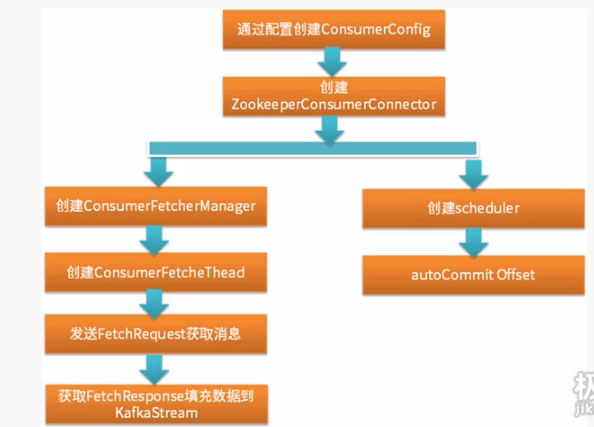 通过配置创建ConsumerConfig
创建
ZookeeperConsumerConnector
创建ConsumerFetcherManager
创建scheduler
创建ConsumerFetcheThead
autoCommit Offset
发送FetchRequest获取消息
获取FetchResponse填充数据到
KafkaStream
极
jik